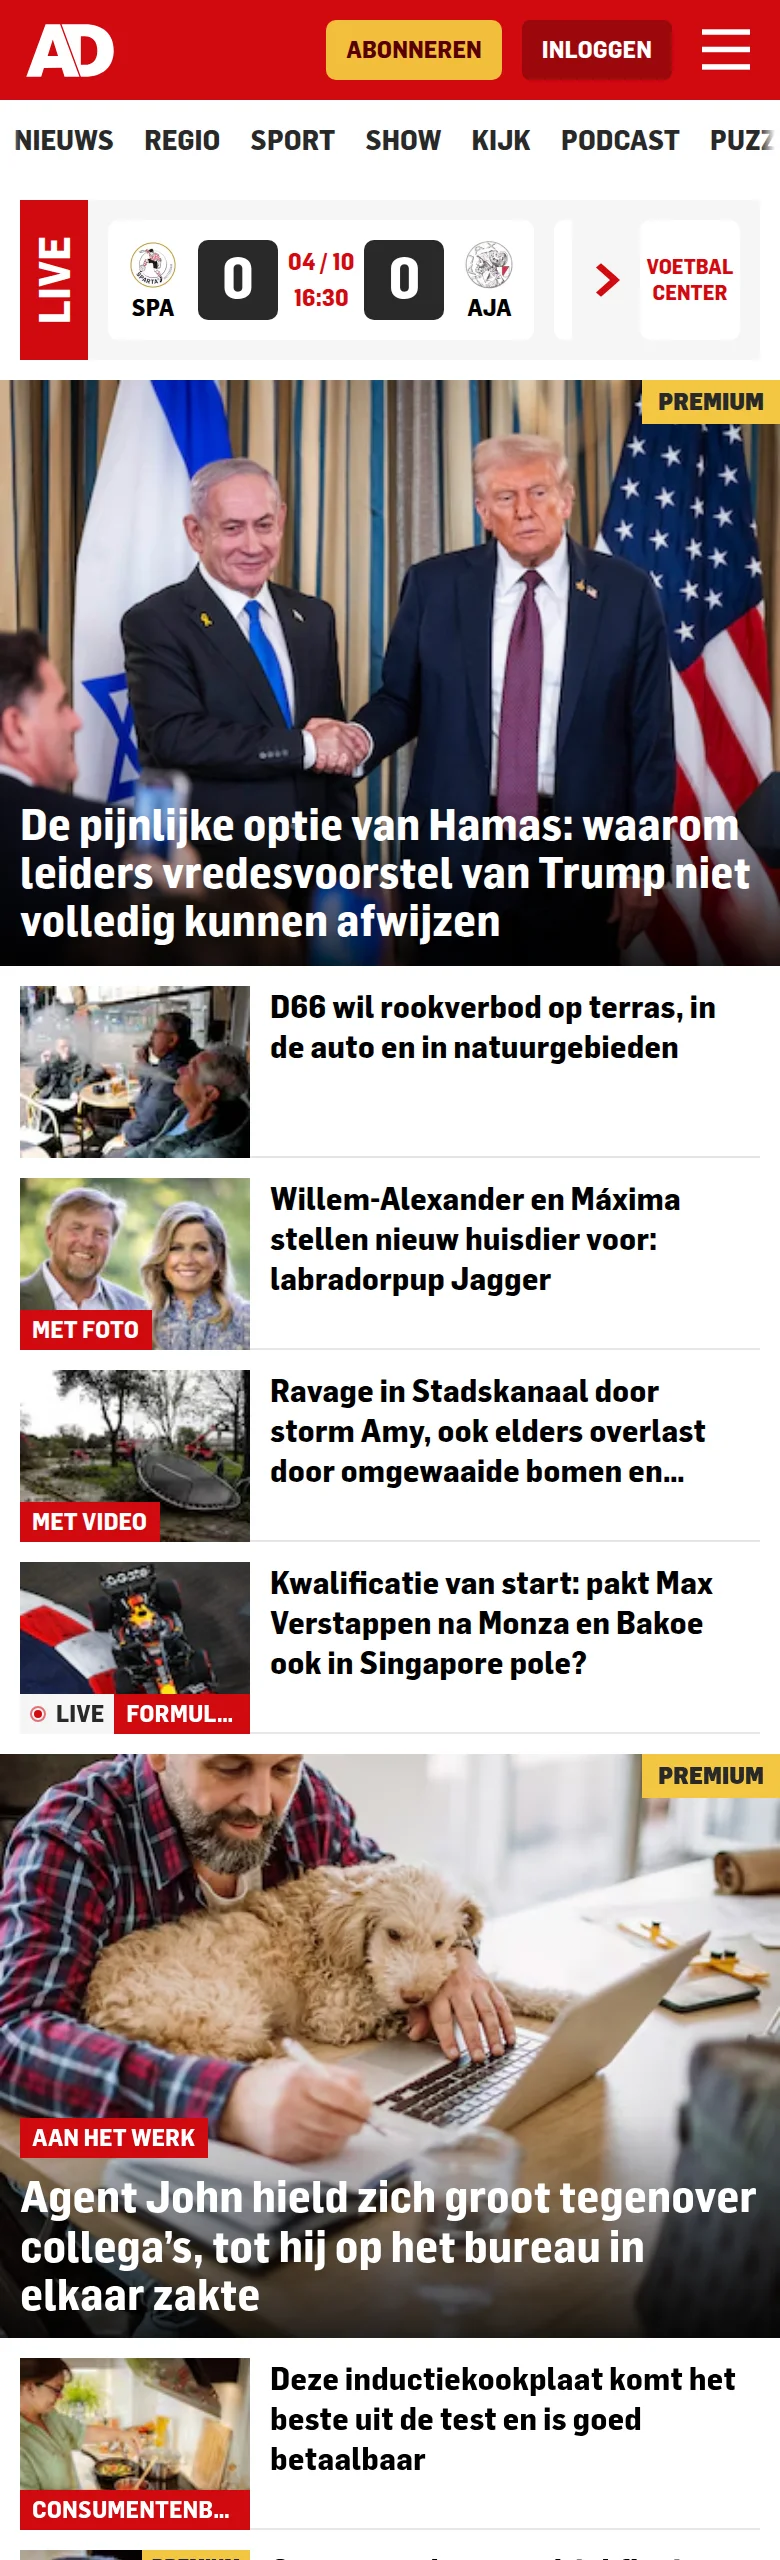 AD
ABONNEREN
INLOGGEN
NIEUWS REGIO SPORT SHOW KIJK PODCAST PUZZ
LIVE
SPA
0
04 / 10
16:30
0
AJA
VOETBAL
CENTER
PREMIUM
De pijnlijke optie van Hamas: waarom
leiders vredesvoorstel van Trump niet
volledig kunnen afwijzen
D66 wil rookverbod op terras, in
de auto en in natuurgebieden
Willem-Alexander en Máxima
stellen nieuw huisdier voor:
labradorpup Jagger
MET FOTO
Ravage in Stadskanaal door
storm Amy, ook elders overlast
door omgewaaide bomen en...
MET VIDEO
Kwalificatie van start: pakt Max
Verstappen na Monza en Bakoe
ook in Singapore pole?
LIVE
FORMUL...
PREMIUM
AAN HET WERK
Agent John hield zich groot tegenover
collega’s, tot hij op het bureau in
elkaar zakte
Deze inductiekookplaat komt het
beste uit de test en is goed
betaalbaar
CONSUMENTENB...